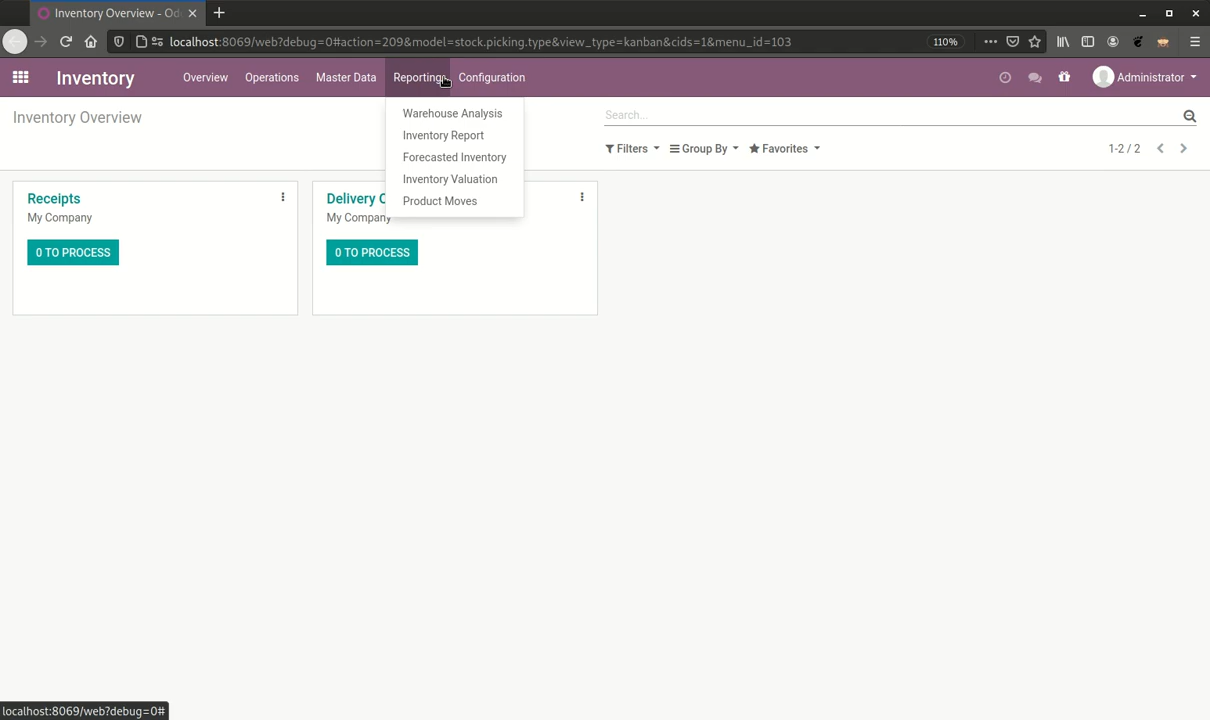 Inventory Overview - Od
localhost:8069/web?debug=0#action=209&model=stock.picking.type&view_type=kanban&cids=1&menu_id=103
110%
Inventory
Overview
Operations
Master Data
Reporting
Configuration
Administrator
Warehouse Analysis
Inventory Report
Forecasted Inventory
Inventory Valuation
Product Moves
Inventory Overview
Search...
Filters
Group By
Favorites
1-2 / 2
Receipts
My Company
0 TO PROCESS
Delivery
My Company
0 TO PROCESS
localhost:8069/web?debug=0#